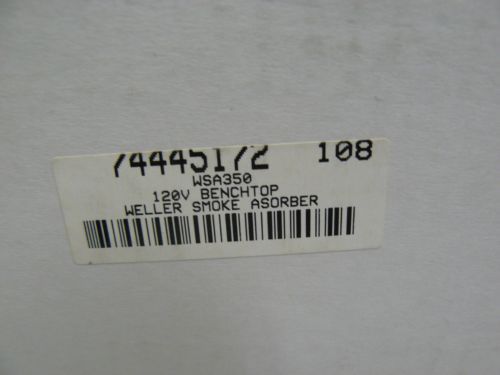 74445172 108
WSA350
120V BENCHTOP
WELLER SMOKE ASORBER